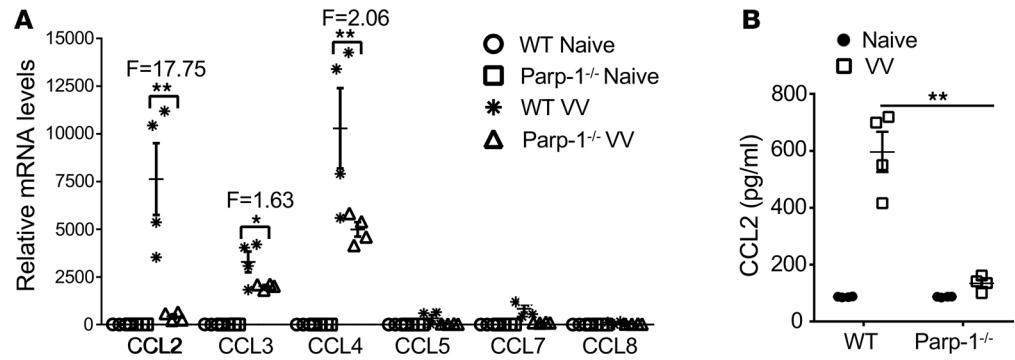 A
Relative mRNA levels
15000
12500
10000
7500
5000
2500
0
F=17.75
**
F=1.63
*
F=2.06
**
CCL2
CCL3
CCL4
CCL5
CCL7
CCL8
WT Naive
Parp-1⁻/⁻ Naive
WT VV
Parp-1⁻/⁻ VV
B
Naive
VV
CCL2 (pg/ml)
800
600
400
200
0
**
WT
Parp-1⁻/⁻